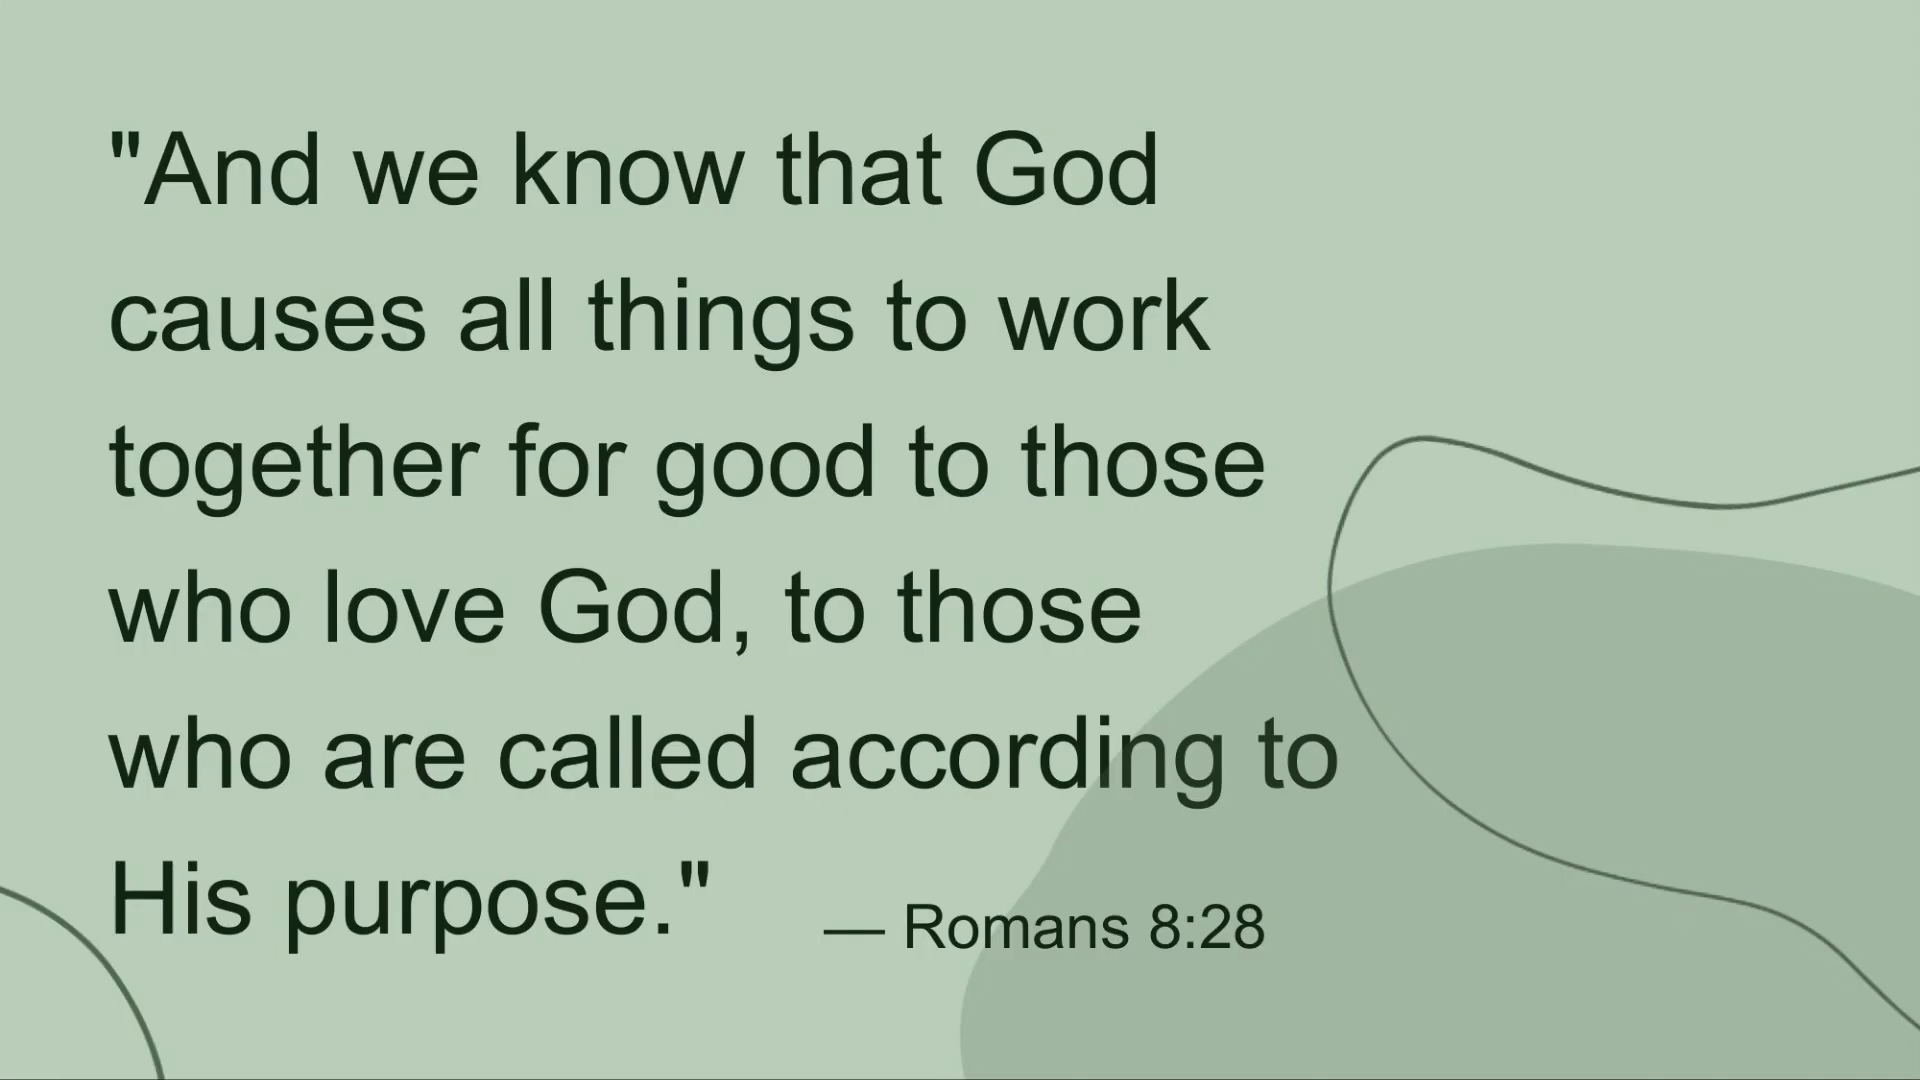 "And we know that God
causes all things to work
together for good to those
who love God, to those
who are called according to
His purpose."
— Romans 8:28